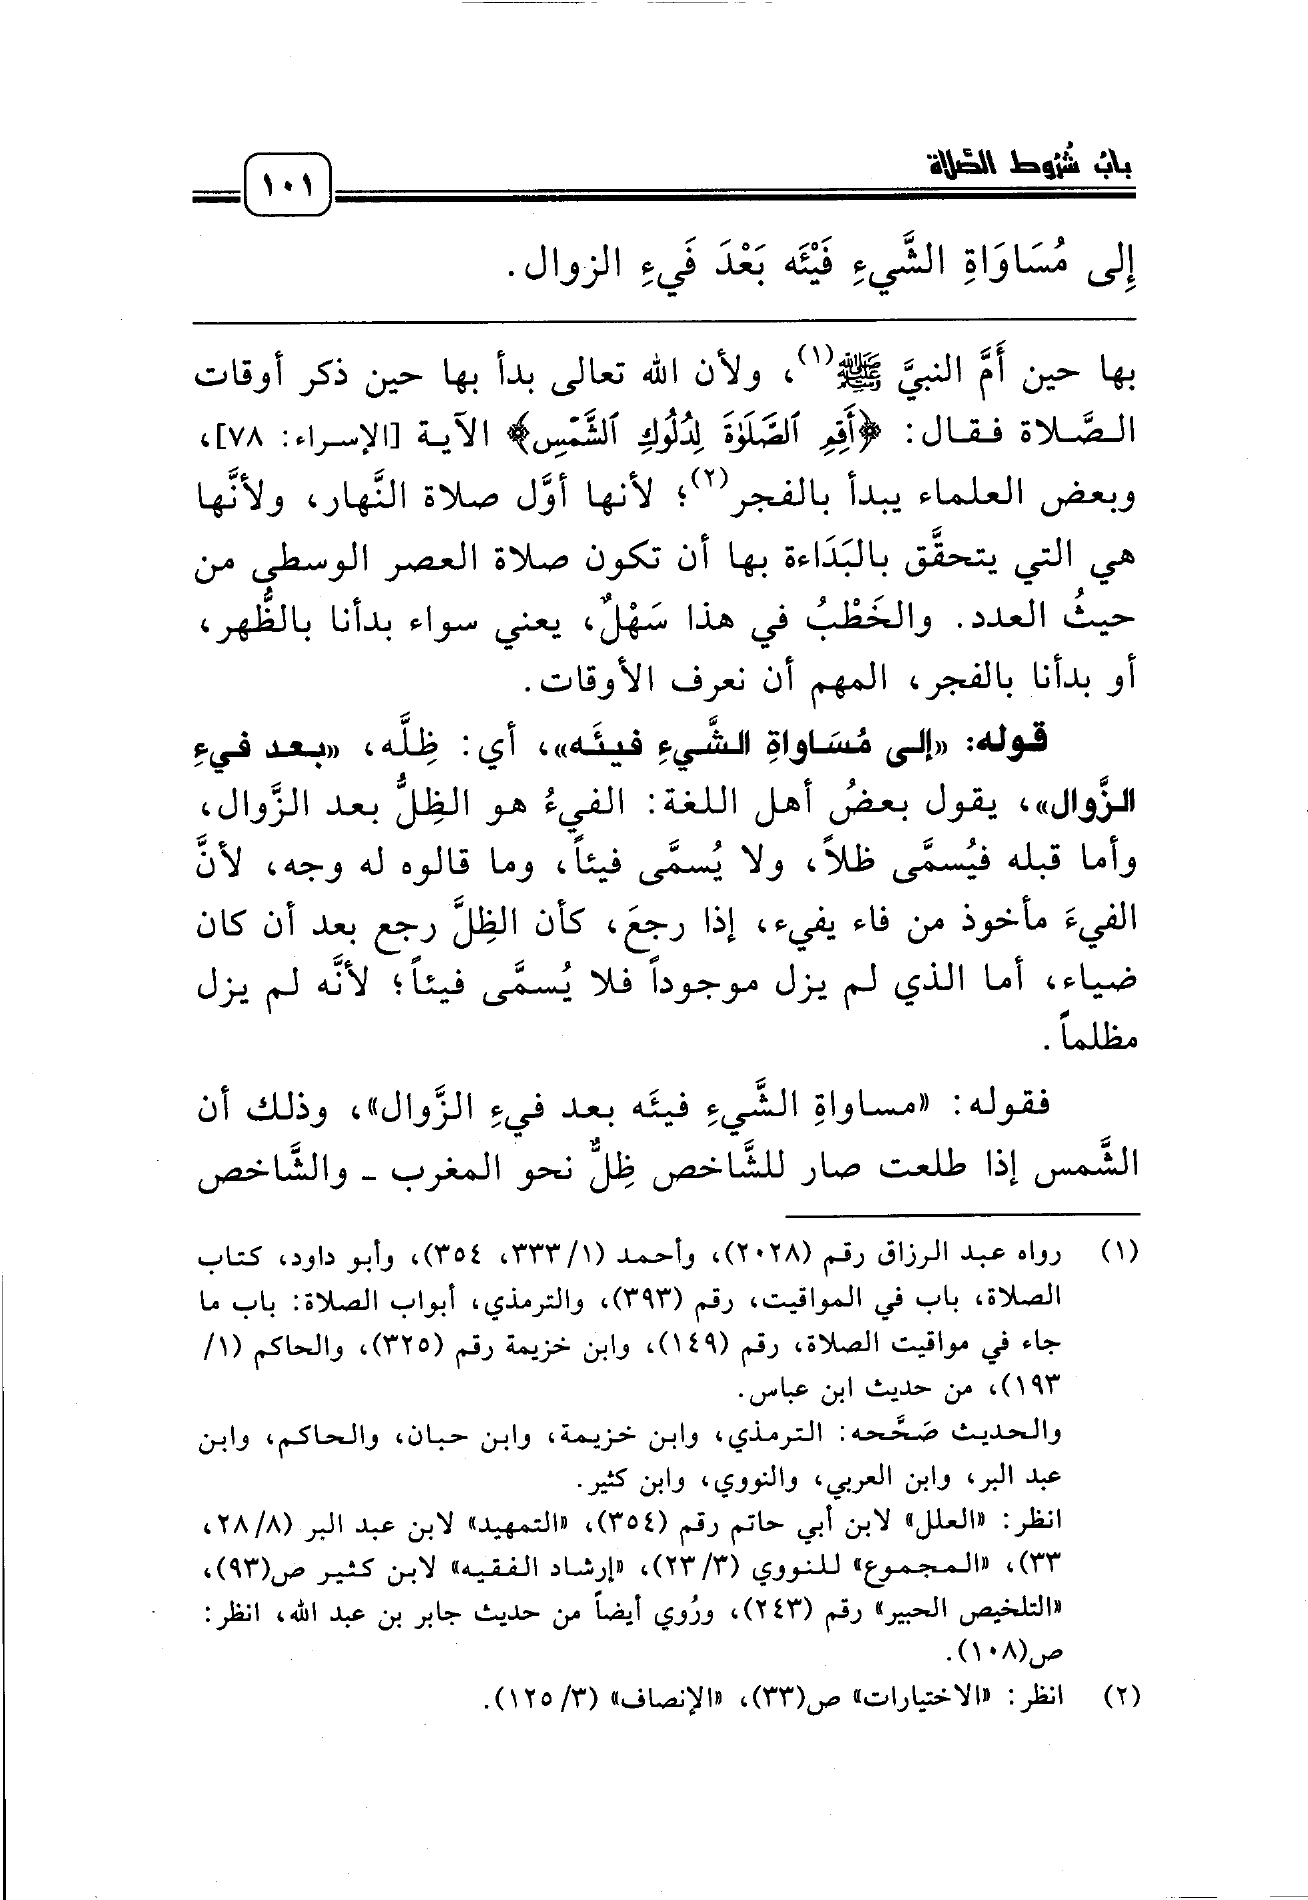 بابُ شُرُوط الصَّلاة
١٠١
إِلى مُسَاوَاةِ الشَّيءِ فَيْئَه بَعْدَ فَيءِ الزوال.
بها حين أَمَّ النبيَّ ﷺ(١)، ولأن الله تعالى بدأ بها حين ذكر أوقات
الصَّلاة فقال: ﴿أَقِمِ ٱلصَّلَوٰةَ لِدُلُوكِ ٱلشَّمْسِ﴾ الآية [الإسراء: ٧٨]،
وبعض العلماء يبدأ بالفجر(٢)؛ لأنها أوَّل صلاة النَّهار، ولأنَّها
هي التي يتحقَّق بالبَدَاءة بها أن تكون صلاة العصر الوسطى من
حيثُ العدد. والخَطْبُ في هذا سَهْلٌ، يعني سواء بدأنا بالظُّهر،
أو بدأنا بالفجر، المهم أن نعرف الأوقات.
قوله: «إلى مُسَاواةِ الشَّيءِ فيئَه»، أي: ظِلَّه، «بعد فيءِ
الزَّوال»، يقول بعضُ أهل اللغة: الفيءُ هو الظِلُّ بعد الزَّوال،
وأما قبله فيُسمَّى ظلاً، ولا يُسمَّى فيئاً، وما قالوه له وجه، لأنَّ
الفيءَ مأخوذ من فاء يفيء، إذا رجعَ، كأن الظِلَّ رجع بعد أن كان
ضياء، أما الذي لم يزل موجوداً فلا يُسمَّى فيئاً؛ لأنَّه لم يزل
مظلماً.
فقوله: «مساواةِ الشَّيءِ فيئَه بعد فيءِ الزَّوال»، وذلك أن
الشَّمس إذا طلعت صار للشَّاخص ظِلٌّ نحو المغرب ـ والشَّاخص
(١) رواه عبد الرزاق رقم (٢٠٢٨)، وأحمد (١/ ٣٣٣، ٣٥٤)، وأبو داود، كتاب
الصلاة، باب في المواقيت، رقم (٣٩٣)، والترمذي، أبواب الصلاة: باب ما
جاء في مواقيت الصلاة، رقم (١٤٩)، وابن خزيمة رقم (٣٢٥)، والحاكم (١/
١٩٣)، من حديث ابن عباس.
والحديث صَحَّحه: الترمذي، وابن خزيمة، وابن حبان، والحاكم، وابن
عبد البر، وابن العربي، والنووي، وابن كثير.
انظر: «العلل» لابن أبي حاتم رقم (٣٥٤)، «التمهيد» لابن عبد البر (٨/ ٢٨،
٣٣)، «المجموع» للنووي (٣/ ٢٣)، «إرشاد الفقيه» لابن كثير ص(٩٣)،
«التلخيص الحبير» رقم (٢٤٣)، ورُوي أيضاً من حديث جابر بن عبد الله، انظر:
ص(١٠٨).
(٢) انظر: «الاختيارات» ص(٣٣)، «الإنصاف» (٣/ ١٢٥).